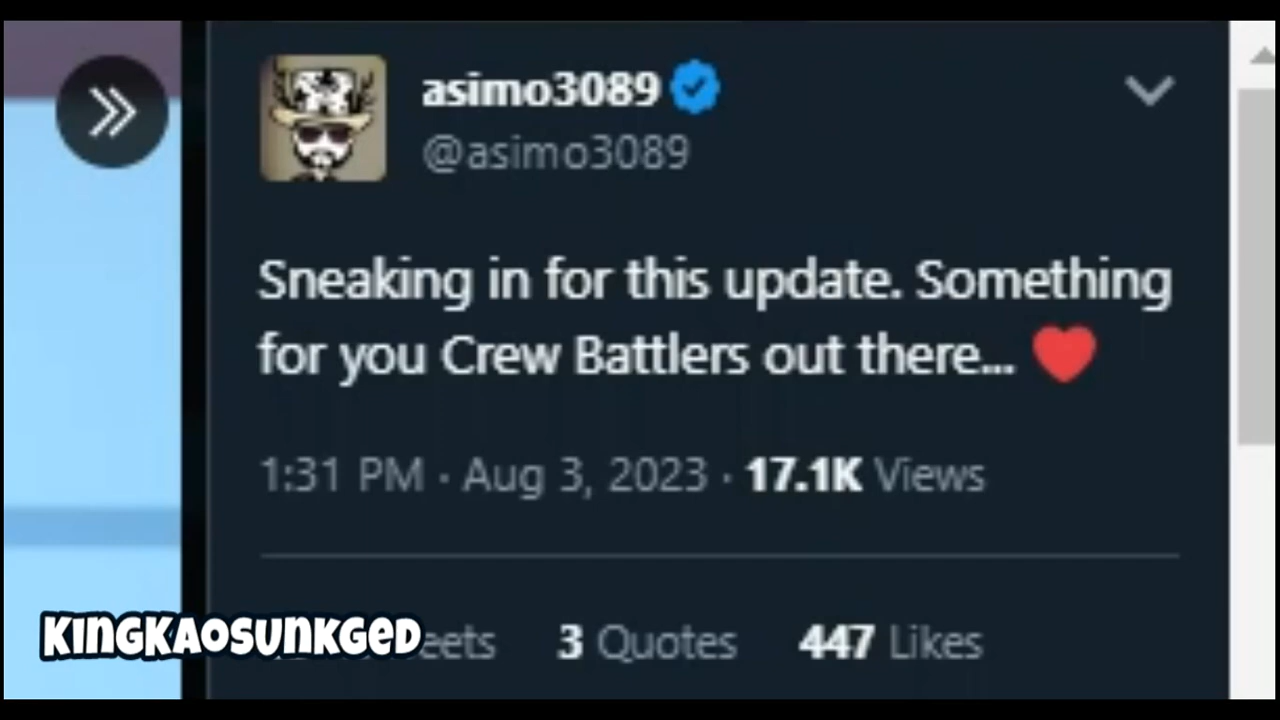 asimo3089
@asimo3089
Sneaking in for this update. Something
for you Crew Battlers out there... ❤️
1:31 PM · Aug 3, 2023 · 17.1K Views
3 Quotes 447 Likes
KINGKAOSUNKGED